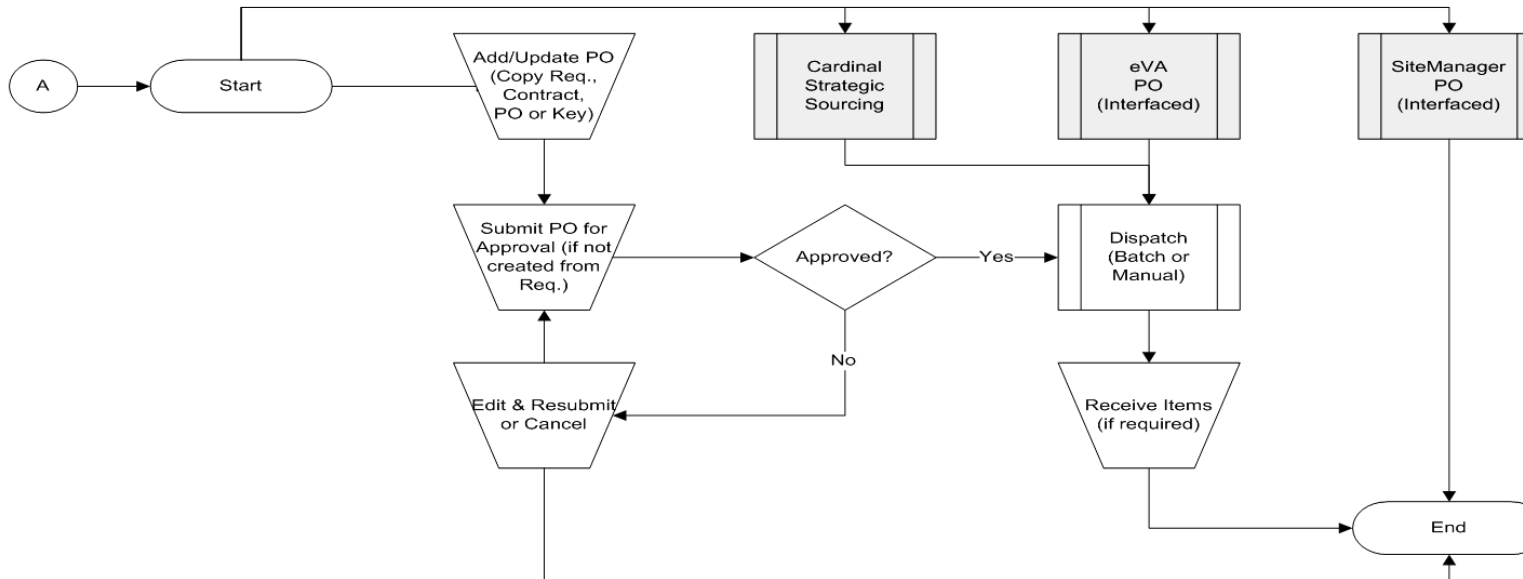 A
Start
Add/Update PO
(Copy Req.,
Contract,
PO or Key)
Cardinal
Strategic
Sourcing
eVA
PO
(Interfaced)
SiteManager
PO
(Interfaced)
Submit PO for
Approval (if not
created from
Req.)
Approved?
Yes
Dispatch
(Batch or
Manual)
No
Edit & Resubmit
or Cancel
Receive Items
(if required)
End